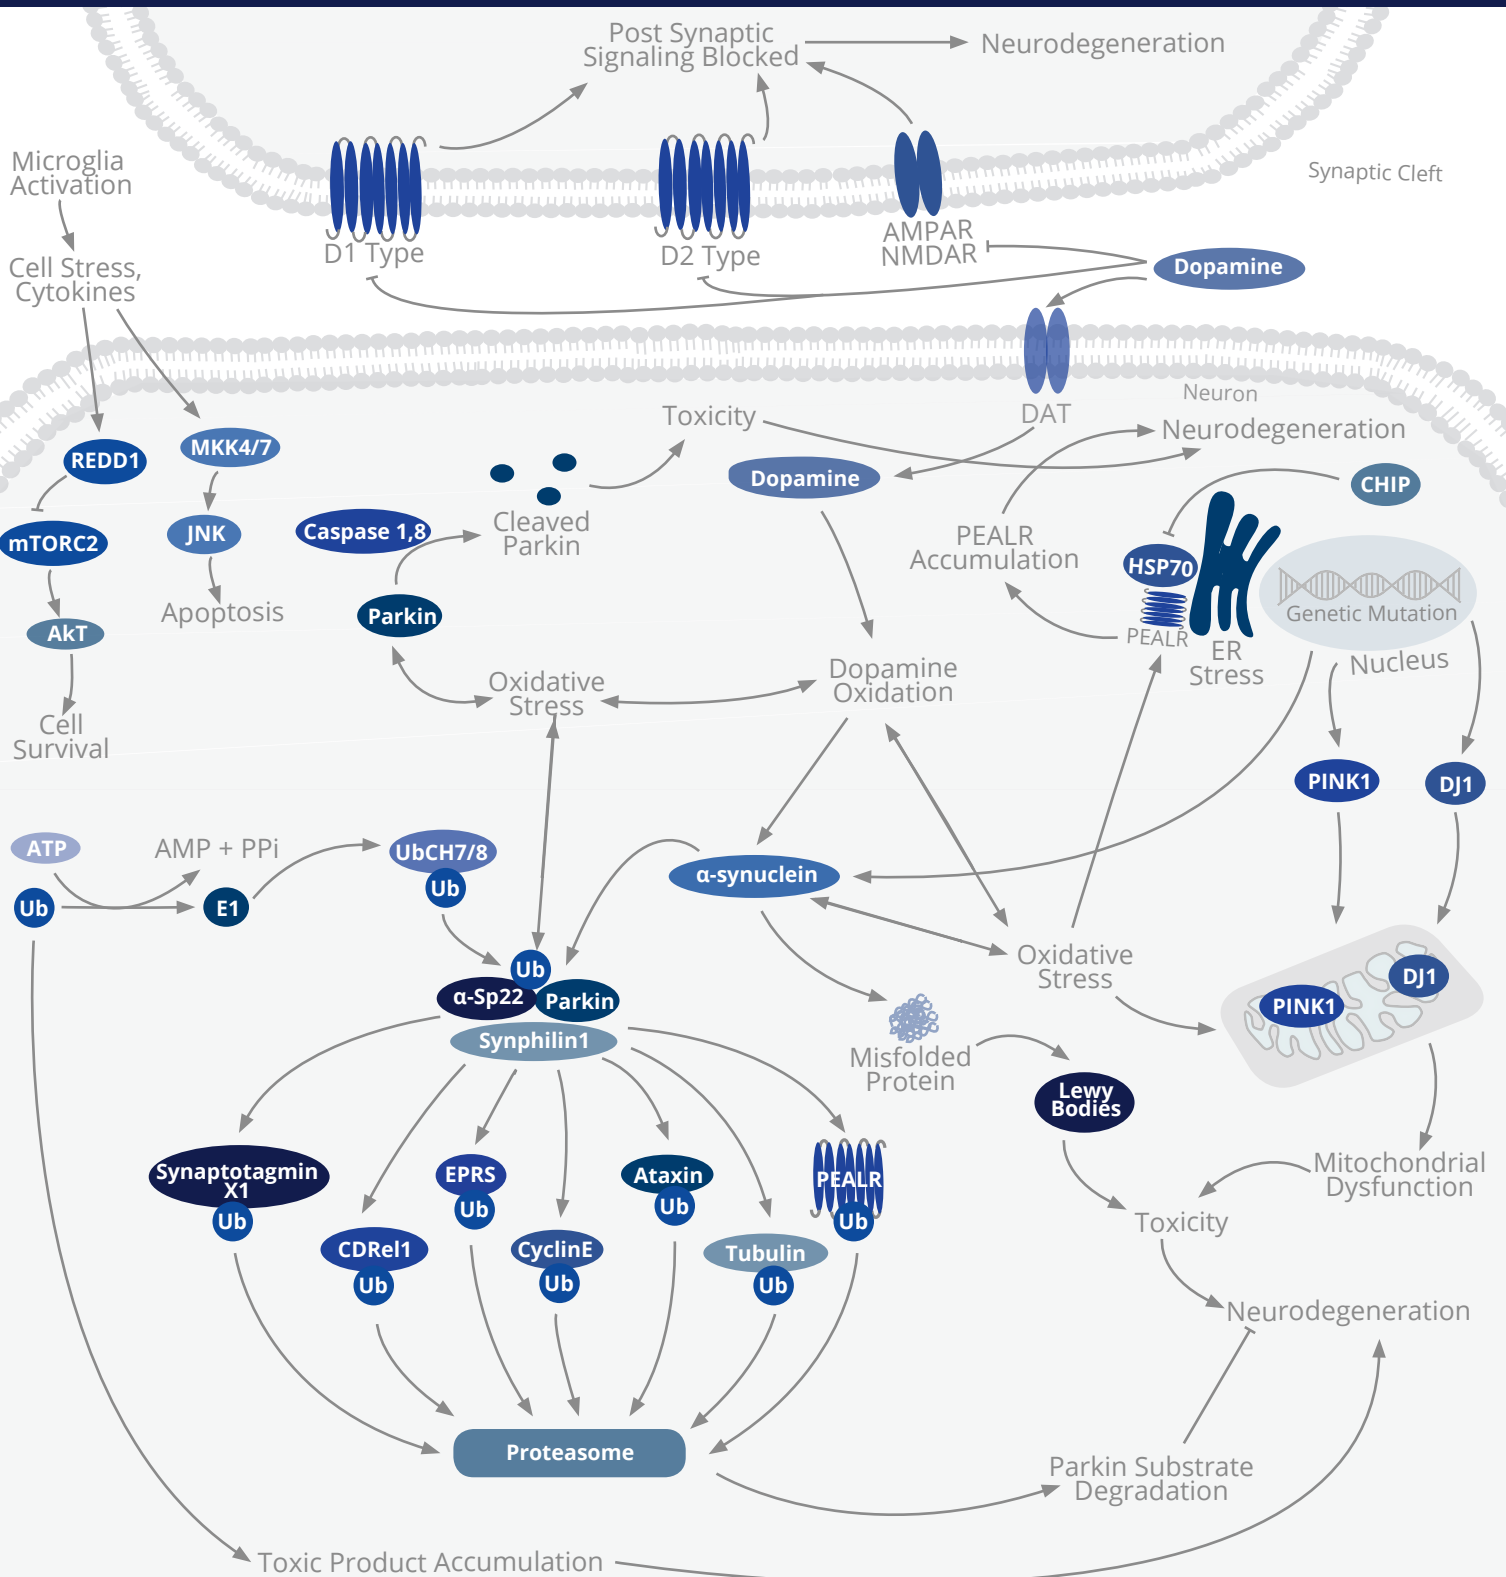 Post Synaptic
Signaling Blocked
Neurodegeneration
Microglia
Activation
Synaptic Cleft
Cell Stress,
Cytokines
D1 Type
D2 Type
AMPAR
NMDAR
Dopamine
DAT
Neuron
Neurodegeneration
Toxicity
REDD1
MKK4/7
Dopamine
CHIP
mTORC2
JNK
Caspase 1,8
Cleaved
Parkin
PEALR
Accumulation
HSP70
Genetic Mutation
Apoptosis
Parkin
AkT
PEALR
ER
Stress
Nucleus
Oxidative
Stress
Dopamine
Oxidation
Cell
Survival
PINK1
DJ1
ATP
AMP + PPi
UbCH7/8
Ub
α-synuclein
Ub
E1
Oxidative
Stress
Ub
α-Sp22
Parkin
Synphilin1
DJ1
PINK1
Misfolded
Protein
Lewy
Bodies
Synaptotagmin
X1
Ub
EPRS
Ub
Ataxin
Ub
PEALR
Ub
Mitochondrial
Dysfunction
Toxicity
CDRel1
Ub
CyclinE
Ub
Tubulin
Ub
Neurodegeneration
Proteasome
Parkin Substrate
Degradation
Toxic Product Accumulation